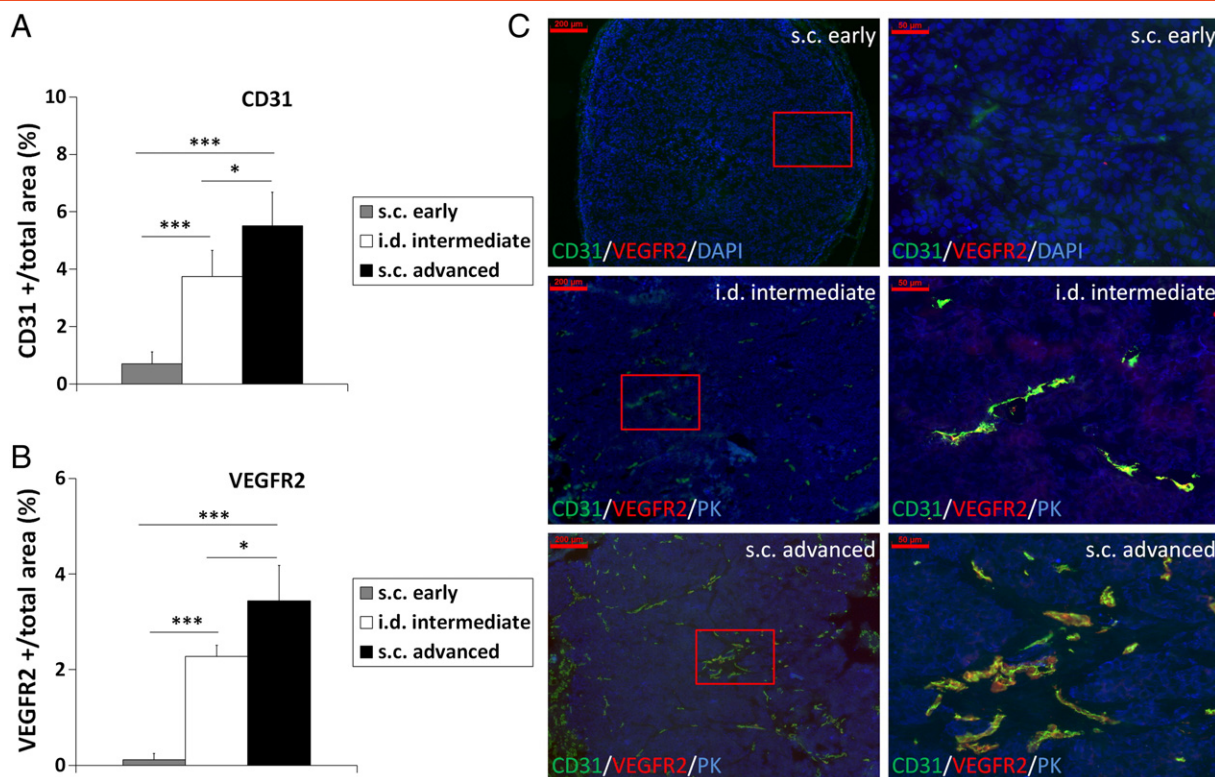 A
CD31
CD31 +/total area (%)
10
8
6
4
2
0
***
*
***
s.c. early
i.d. intermediate
s.c. advanced
B
VEGFR2
VEGFR2 +/total area (%)
6
4
2
0
***
*
***
s.c. early
i.d. intermediate
s.c. advanced
C
200 µm
s.c. early
CD31/VEGFR2/DAPI
50 µm
s.c. early
CD31/VEGFR2/DAPI
200 µm
i.d. intermediate
CD31/VEGFR2/PK
50 µm
i.d. intermediate
CD31/VEGFR2/PK
200 µm
s.c. advanced
CD31/VEGFR2/PK
50 µm
s.c. advanced
CD31/VEGFR2/PK